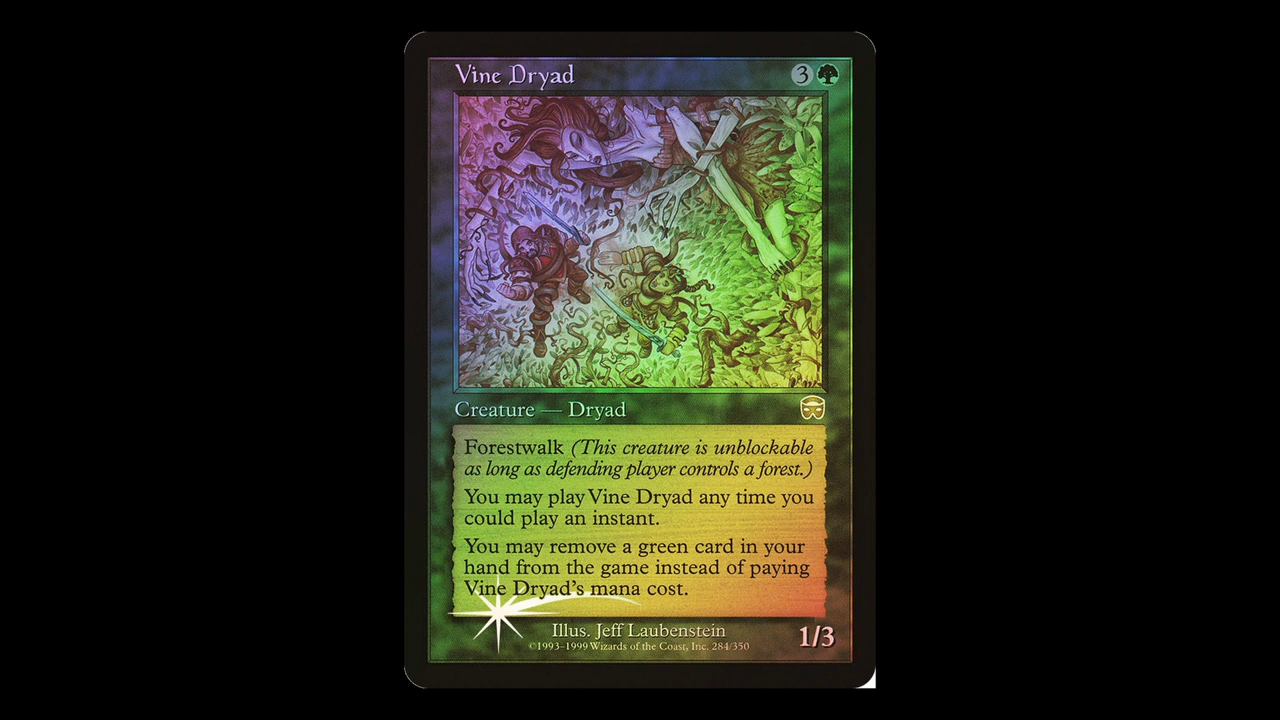 Vine Dryad 3
Creature — Dryad
Forestwalk (This creature is unblockable
as long as defending player controls a forest.)
You may play Vine Dryad any time you
could play an instant.
You may remove a green card in your
hand from the game instead of paying
Vine Dryad's mana cost.
Illus. Jeff Laubenstein
1/3
©1993–1999 Wizards of the Coast, Inc. 284/350